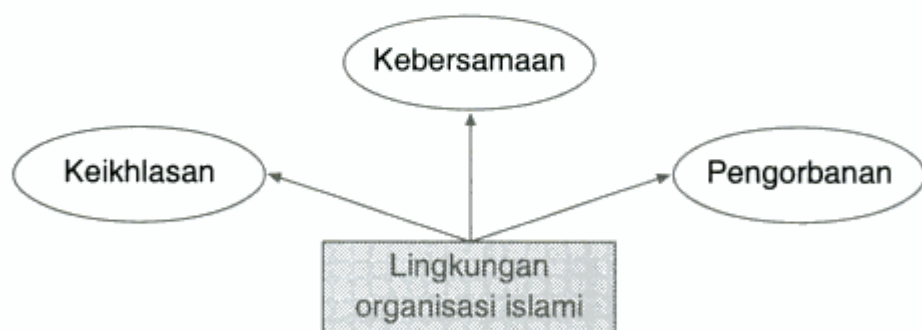 Kebersamaan
Keikhlasan
Pengorbanan
Lingkungan
organisasi islami